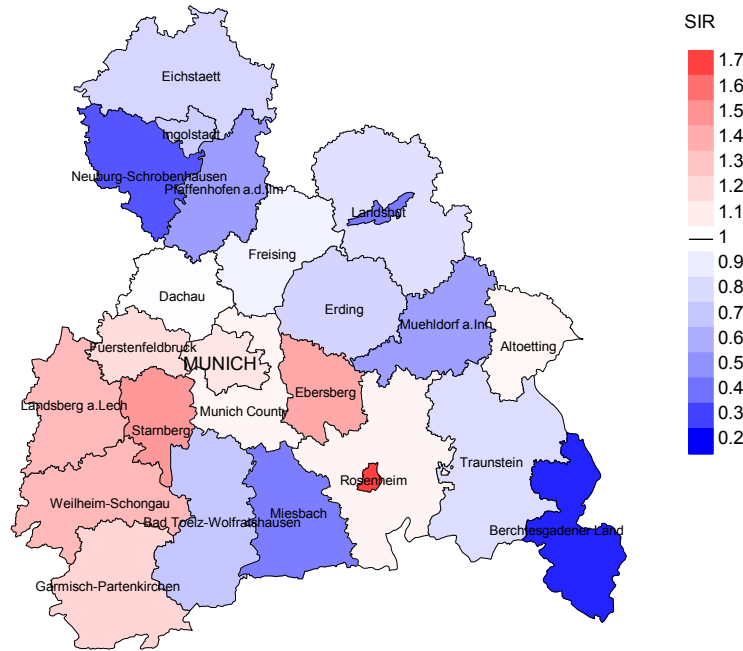 SIR
1.7
1.6
1.5
1.4
1.3
1.2
1.1
1
0.9
0.8
0.7
0.6
0.5
0.4
0.3
0.2
Eichstaett
Ingolstadt
Neuburg-Schrobenhausen
Pfaffenhofen a.d.Ilm
Landshut
Freising
Dachau
Erding
Muehldorf a.Inn
Altoetting
Fuerstenfeldbruck
MUNICH
Ebersberg
Landsberg a.Lech
Munich County
Starnberg
Traunstein
Rosenheim
Weilheim-Schongau
Miesbach
Bad Toelz-Wolfratshausen
Berchtesgadener Land
Garmisch-Partenkirchen